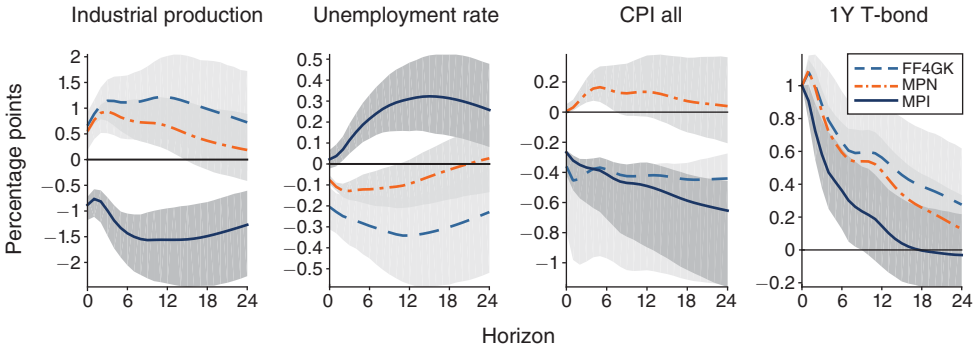 Industrial production
Unemployment rate
CPI all
1Y T-bond
Percentage points
2
1.5
1
0.5
0
−0.5
−1
−1.5
−2
0 6 12 18 24
0.5
0.4
0.3
0.2
0.1
0
−0.1
−0.2
−0.3
−0.4
−0.5
0 6 12 18 24
0.2
0
−0.2
−0.4
−0.6
−0.8
−1
0 6 12 18 24
1
0.8
0.6
0.4
0.2
0
−0.2
0 6 12 18 24
FF4GK
MPN
MPI
Horizon